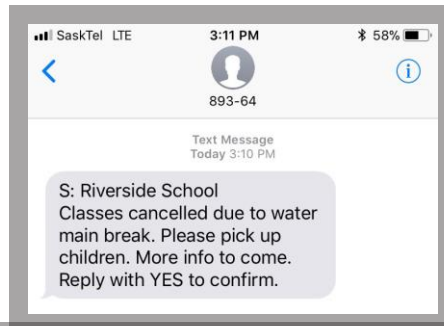 SaskTel LTE 3:11 PM 58%
893-64
Text Message
Today 3:10 PM
S: Riverside School
Classes cancelled due to water
main break. Please pick up
children. More info to come.
Reply with YES to confirm.